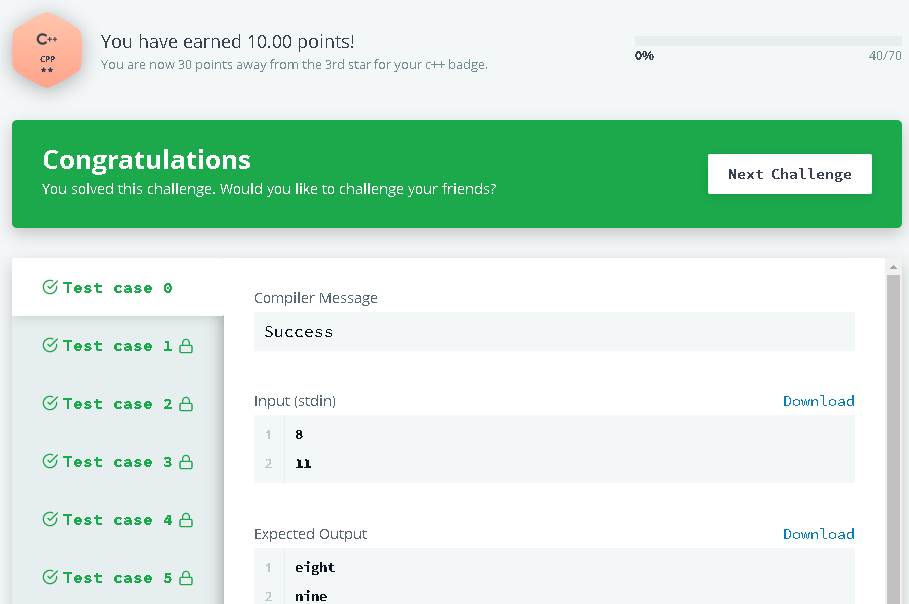 C++
CPP
You have earned 10.00 points!
You are now 30 points away from the 3rd star for your c++ badge.
0%
40/70
Congratulations
You solved this challenge. Would you like to challenge your friends?
Next Challenge
Test case 0
Test case 1
Test case 2
Test case 3
Test case 4
Test case 5
Compiler Message
Success
Input (stdin)
Download
1 8
2 11
Expected Output
Download
1 eight
2 nine